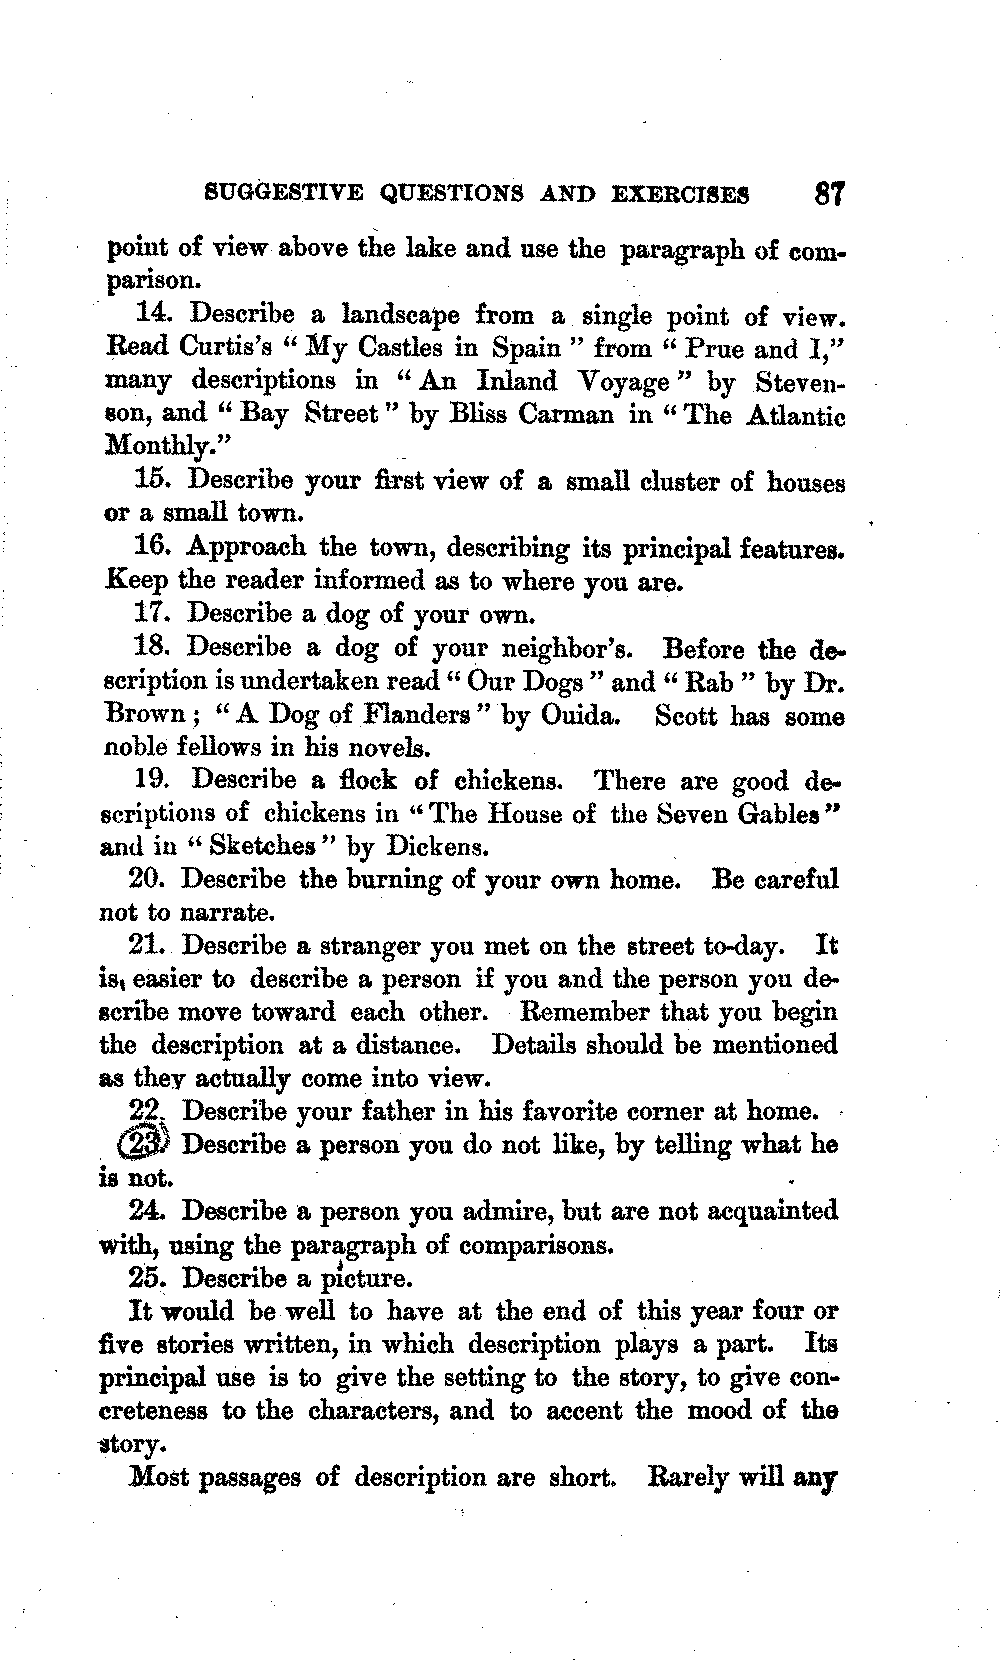 SUGGESTIVE QUESTIONS AND EXERCISES 87
point of view above the lake and use the paragraph of com-
parison.
14. Describe a landscape from a single point of view.
Read Curtis's “ My Castles in Spain ” from “ Prue and I,”
many descriptions in “ An Inland Voyage ” by Steven-
son, and “ Bay Street ” by Bliss Carman in “ The Atlantic
Monthly.”
15. Describe your first view of a small cluster of houses
or a small town.
16. Approach the town, describing its principal features.
Keep the reader informed as to where you are.
17. Describe a dog of your own.
18. Describe a dog of your neighbor's. Before the de-
scription is undertaken read “ Our Dogs ” and “ Rab ” by Dr.
Brown ; “ A Dog of Flanders ” by Ouida. Scott has some
noble fellows in his novels.
19. Describe a flock of chickens. There are good de-
scriptions of chickens in “ The House of the Seven Gables ”
and in “ Sketches ” by Dickens.
20. Describe the burning of your own home. Be careful
not to narrate.
21. Describe a stranger you met on the street to-day. It
is easier to describe a person if you and the person you de-
scribe move toward each other. Remember that you begin
the description at a distance. Details should be mentioned
as they actually come into view.
22. Describe your father in his favorite corner at home.
23. Describe a person you do not like, by telling what he
is not.
24. Describe a person you admire, but are not acquainted
with, using the paragraph of comparisons.
25. Describe a picture.
It would be well to have at the end of this year four or
five stories written, in which description plays a part. Its
principal use is to give the setting to the story, to give con-
creteness to the characters, and to accent the mood of the
story.
Most passages of description are short. Rarely will any